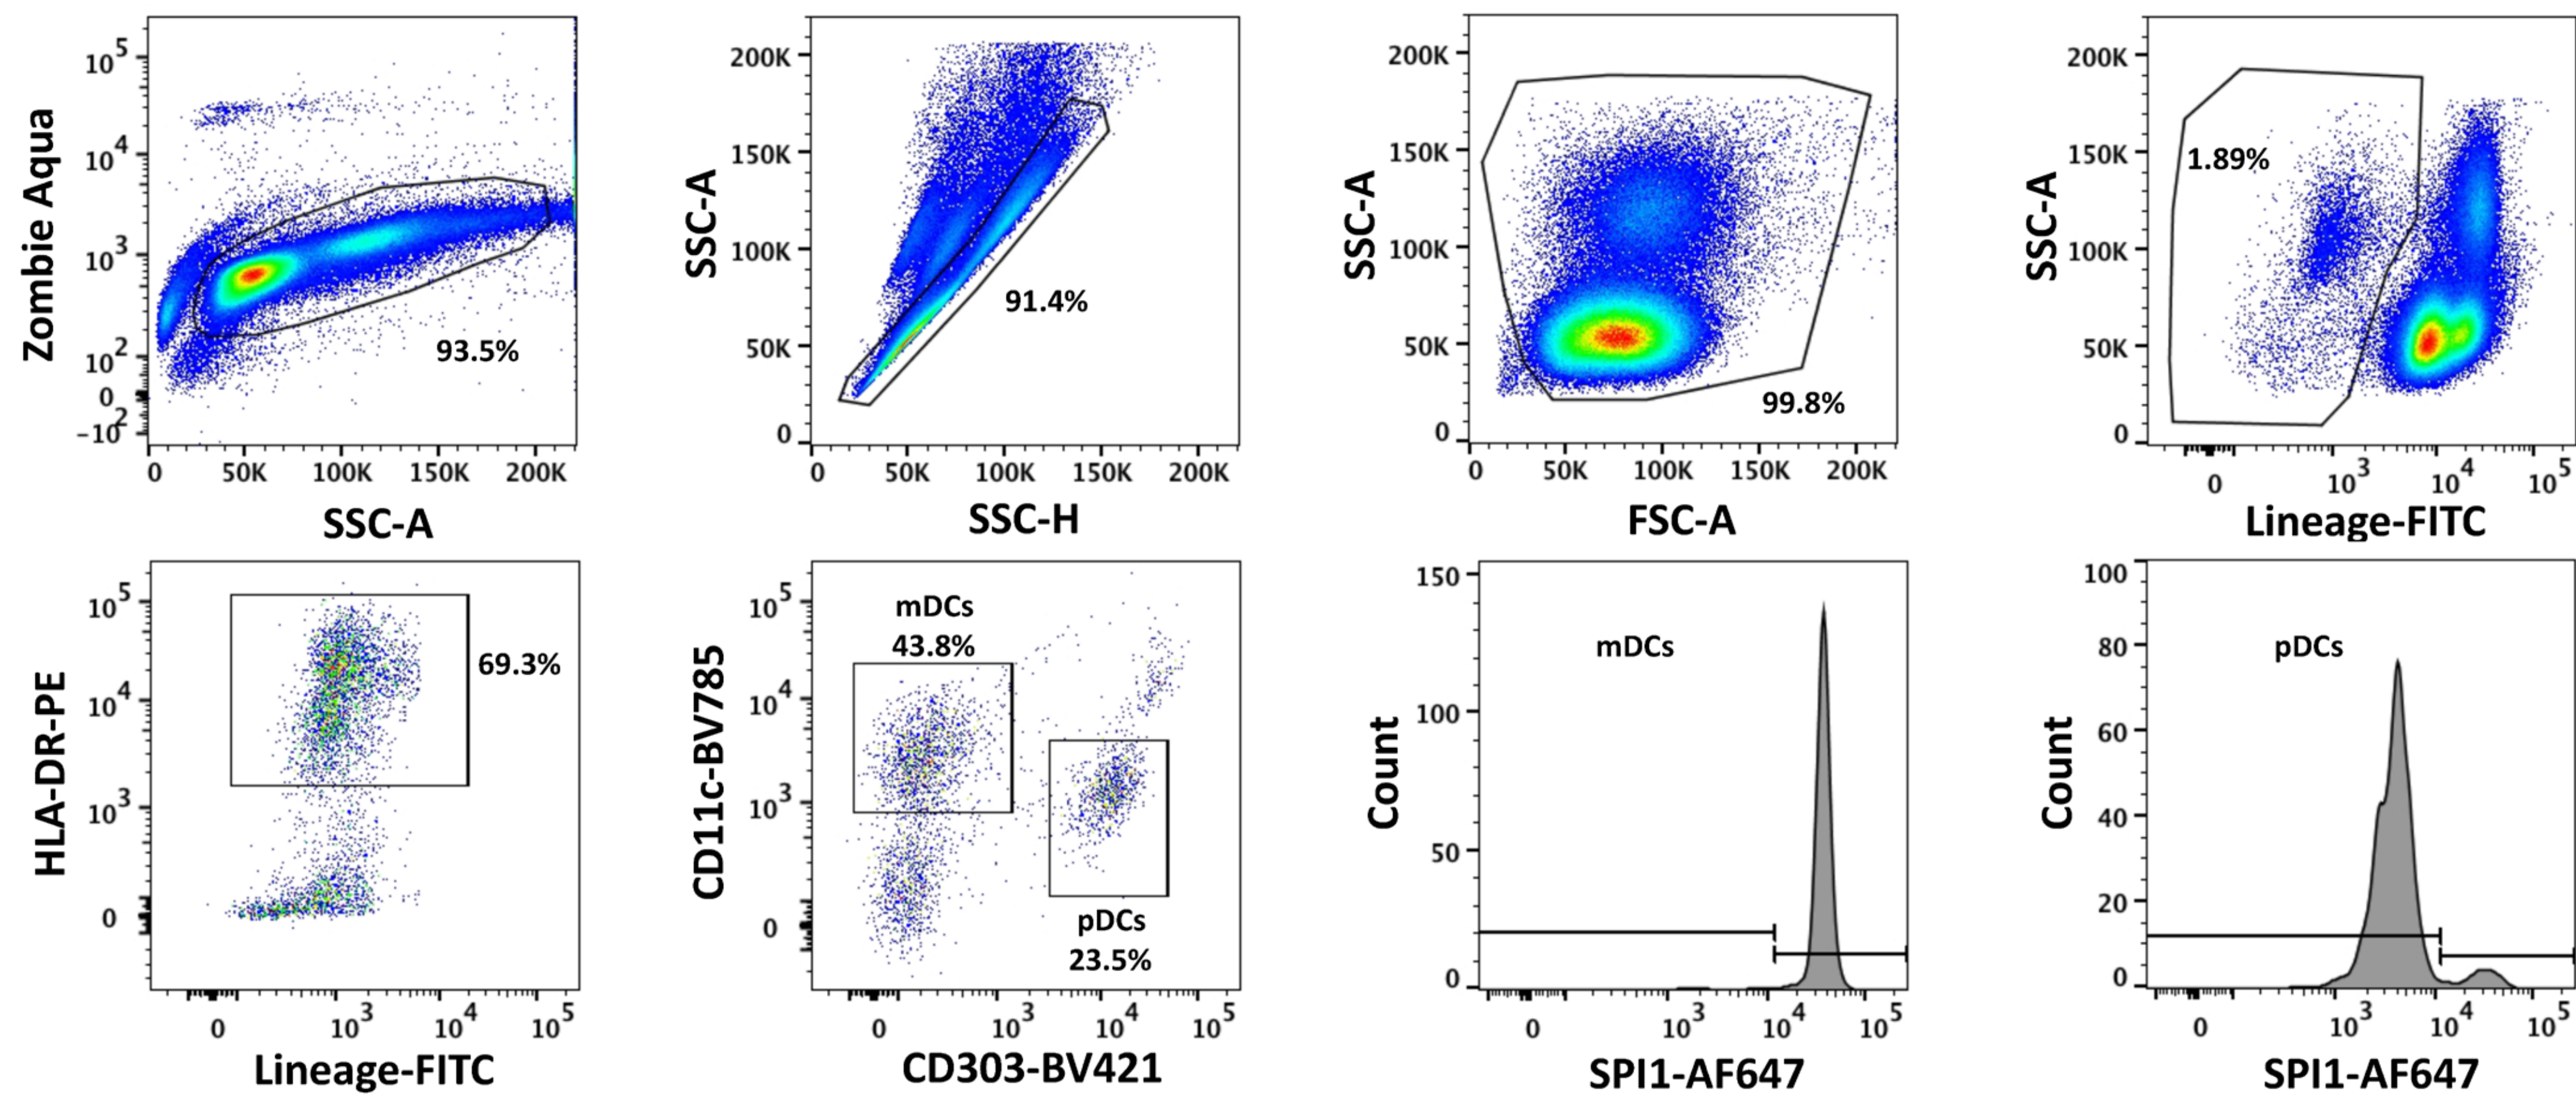 Zombie Aqua
10^5
10^4
10^3
10^2
0
-10^2
93.5%
0 50K 100K 150K 200K
SSC-A
SSC-A
200K
150K
100K
50K
0
91.4%
0 50K 100K 150K 200K
SSC-H
SSC-A
200K
150K
100K
50K
0
99.8%
0 50K 100K 150K 200K
FSC-A
SSC-A
200K
150K
100K
50K
0
1.89%
0 10^3 10^4 10^5
Lineage-FITC
HLA-DR-PE
10^5
10^4
10^3
0
69.3%
0 10^3 10^4 10^5
Lineage-FITC
CD11c-BV785
10^5
10^4
10^3
0
mDCs
43.8%
pDCs
23.5%
0 10^3 10^4 10^5
CD303-BV421
Count
150
100
50
0
mDCs
0 10^3 10^4 10^5
SPI1-AF647
Count
100
80
60
40
20
0
pDCs
0 10^3 10^4 10^5
SPI1-AF647